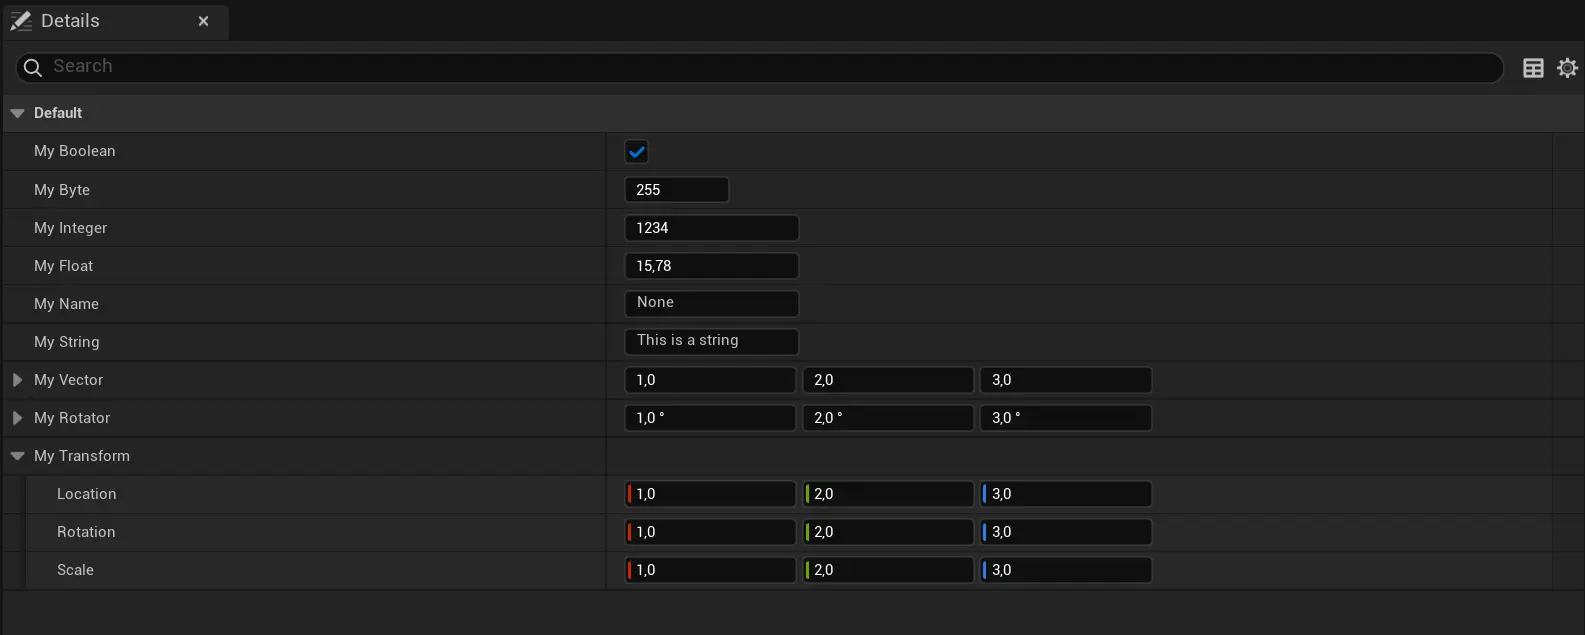 Details
Search
Default
My Boolean
My Byte 255
My Integer 1234
My Float 15,78
My Name None
My String This is a string
My Vector 1,0 2,0 3,0
My Rotator 1,0 ° 2,0 ° 3,0 °
My Transform
Location 1,0 2,0 3,0
Rotation 1,0 2,0 3,0
Scale 1,0 2,0 3,0